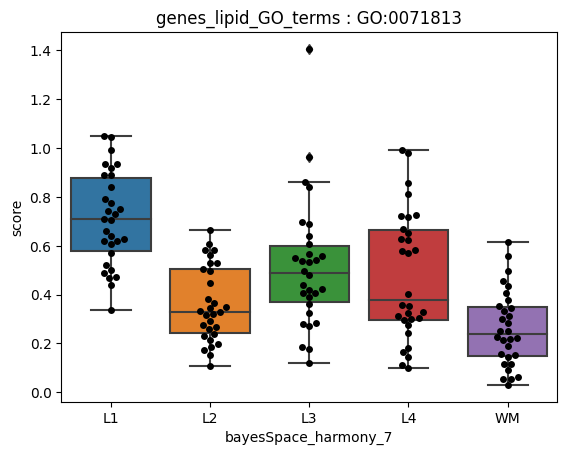 genes_lipid_GO_terms : GO:0071813
1.4
1.2
1.0
0.8
0.6
0.4
0.2
0.0
score
L1 L2 L3 L4 WM
bayesSpace_harmony_7